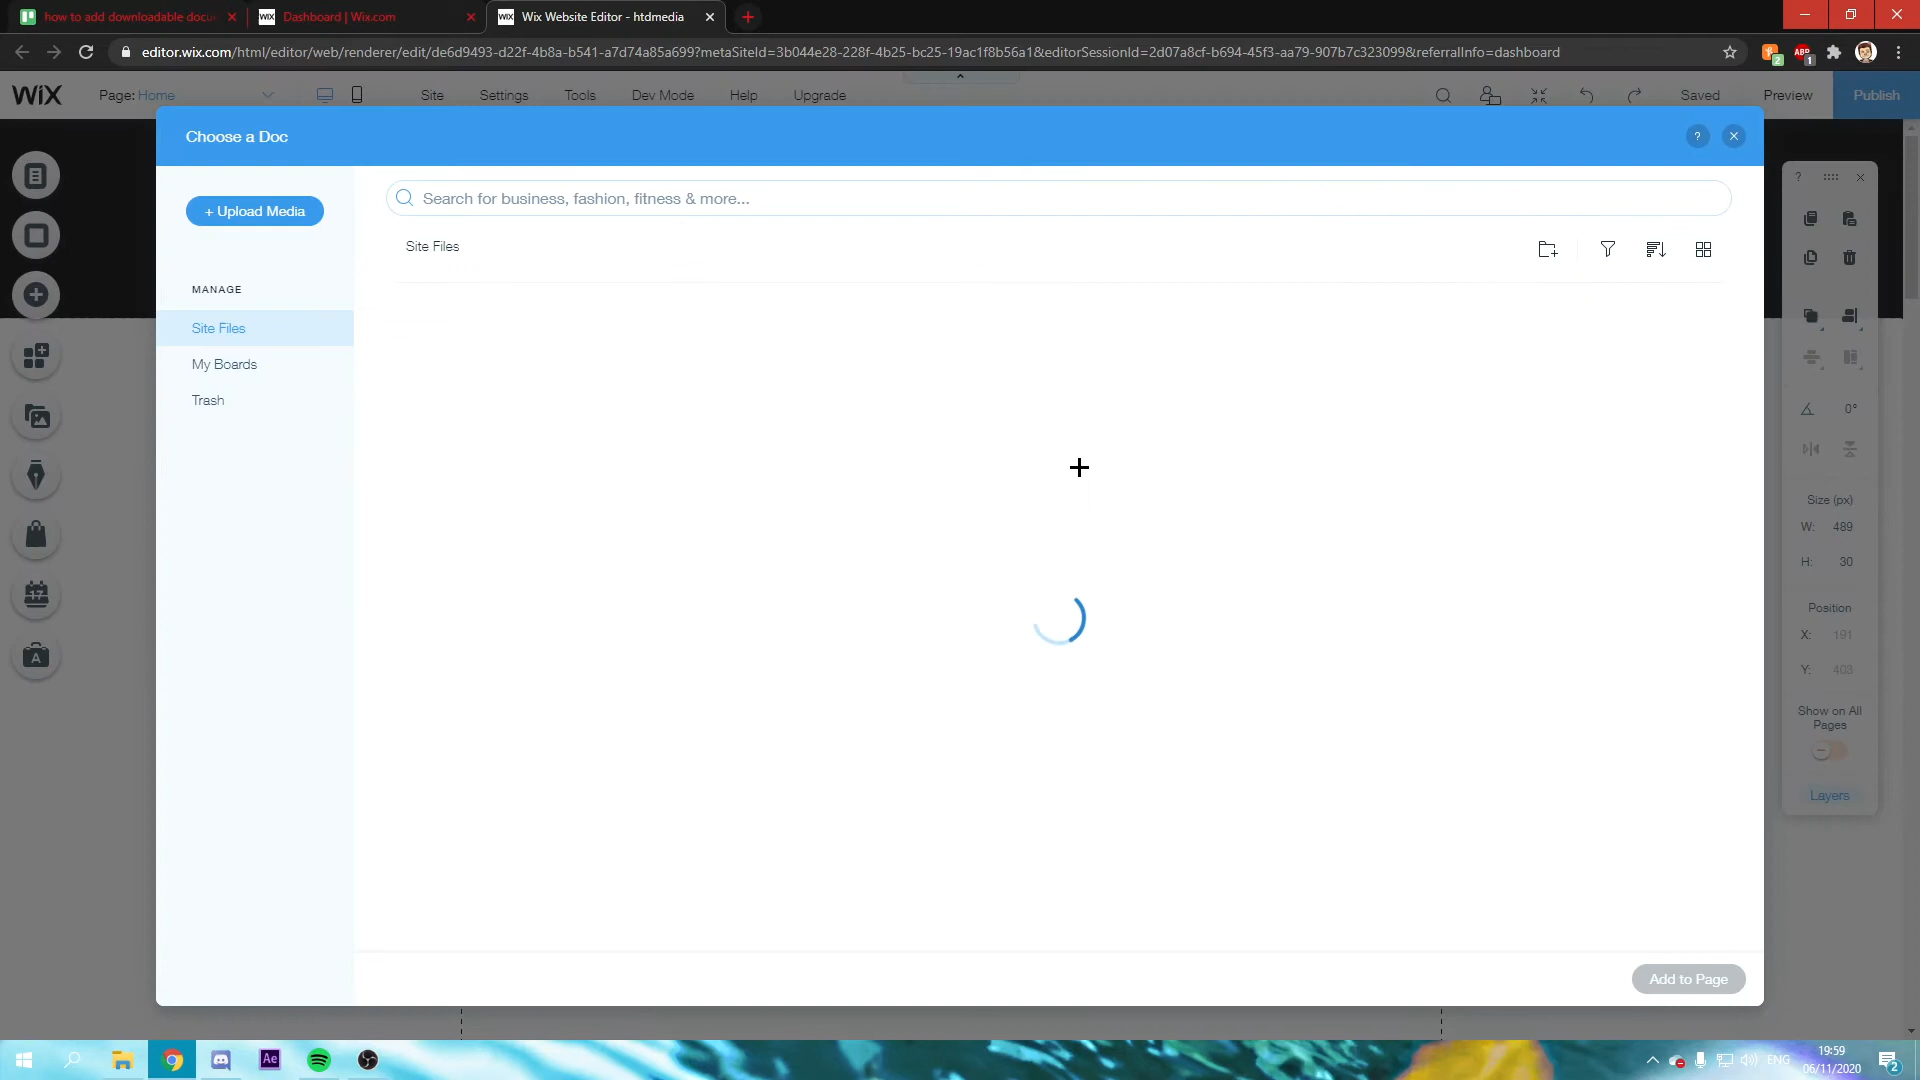 how to add downloadable docu
Dashboard | Wix.com
Wix Website Editor - htdmedia
editor.wix.com/html/editor/web/renderer/edit/de6d9493-d22f-4b8a-b541-a7d74a85a699?metaSiteId=3b044e28-228f-4b25-bc25-19ac1f8b56a1&editorSessionId=2d07a8cf-b694-45f3-aa79-907b7c323099&referralInfo=dashboard
WiX Page: Home Site Settings Tools Dev Mode Help Upgrade Saved Preview Publish
Choose a Doc
+ Upload Media
Search for business, fashion, fitness & more...
Site Files
MANAGE
Site Files
My Boards
Trash
0°
Size (px)
W: 489
H: 30
Position
X: 191
Y: 403
Show on All
Pages
Layers
Add to Page
ENG
19:59
06/11/2020